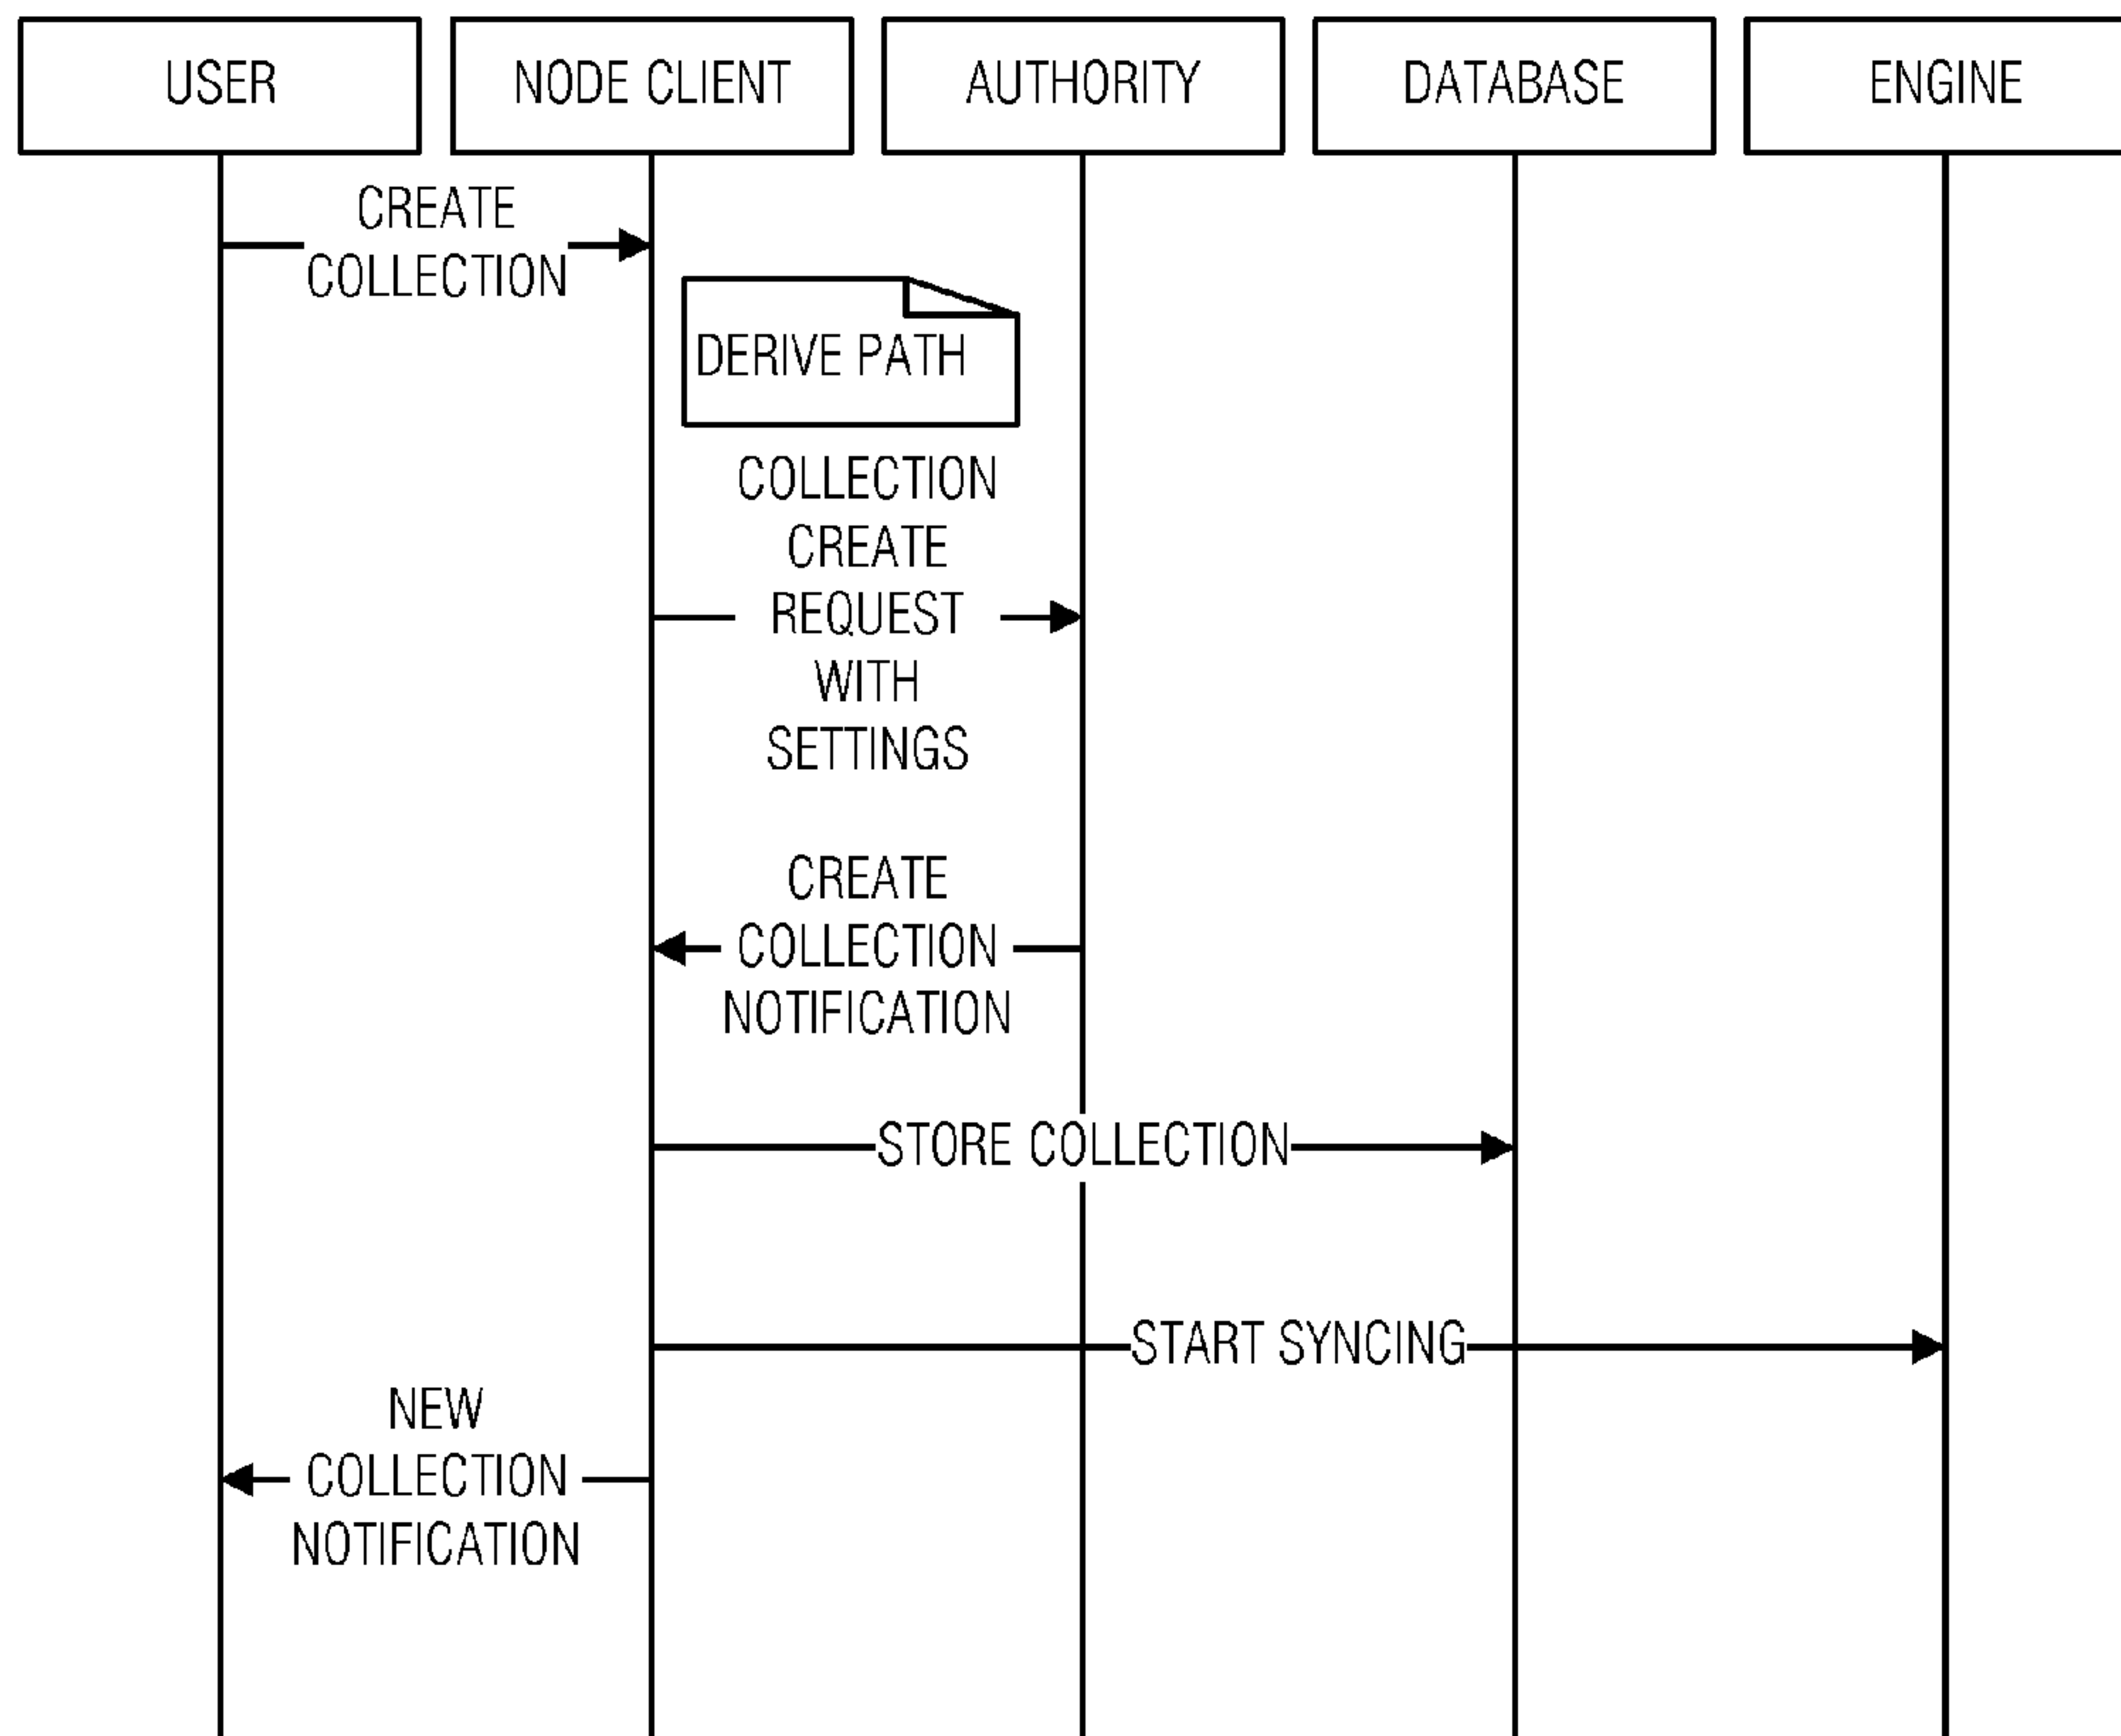 USER
NODE CLIENT
AUTHORITY
DATABASE
ENGINE
CREATE
COLLECTION
DERIVE PATH
COLLECTION
CREATE
REQUEST
WITH
SETTINGS
CREATE
COLLECTION
NOTIFICATION
STORE COLLECTION
START SYNCING
NEW
COLLECTION
NOTIFICATION